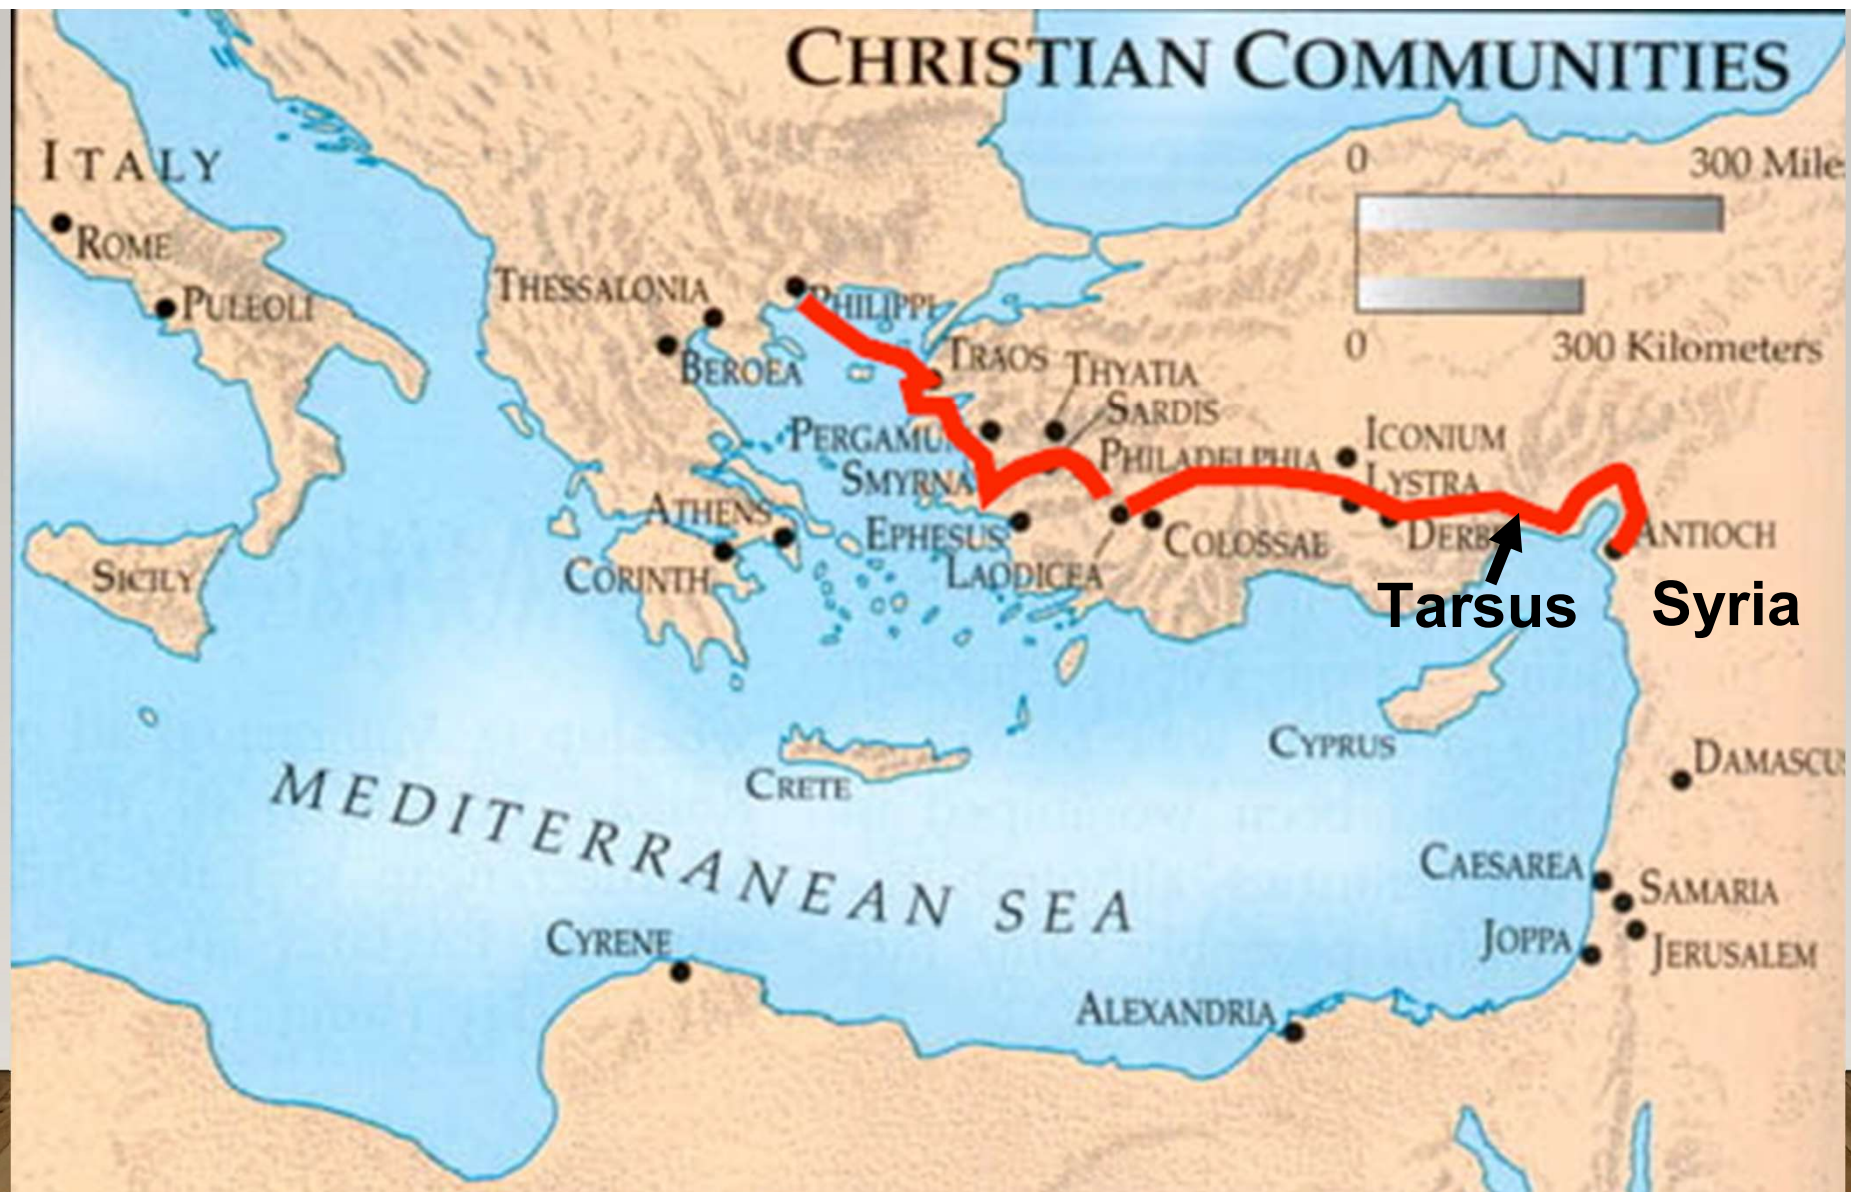 CHRISTIAN COMMUNITIES
ITALY
0 300 Mile
ROME
THESSALONIA
PHILIPPI
PULEOLI
0 300 Kilometers
TRAOS
THYATIA
BEROEA
SARDIS
PERGAMU
ICONIUM
PHILADELPHIA
SMYRNA
LYSTRA
ATHENS
EPHESUS
COLOSSAE
DERBE
ANTIOCH
SICILY
CORINTH
LAODICEA
Tarsus
Syria
CYPRUS
DAMASCUS
CRETE
MEDITERRANEAN SEA
CAESAREA
SAMARIA
CYRENE
JOPPA
JERUSALEM
ALEXANDRIA